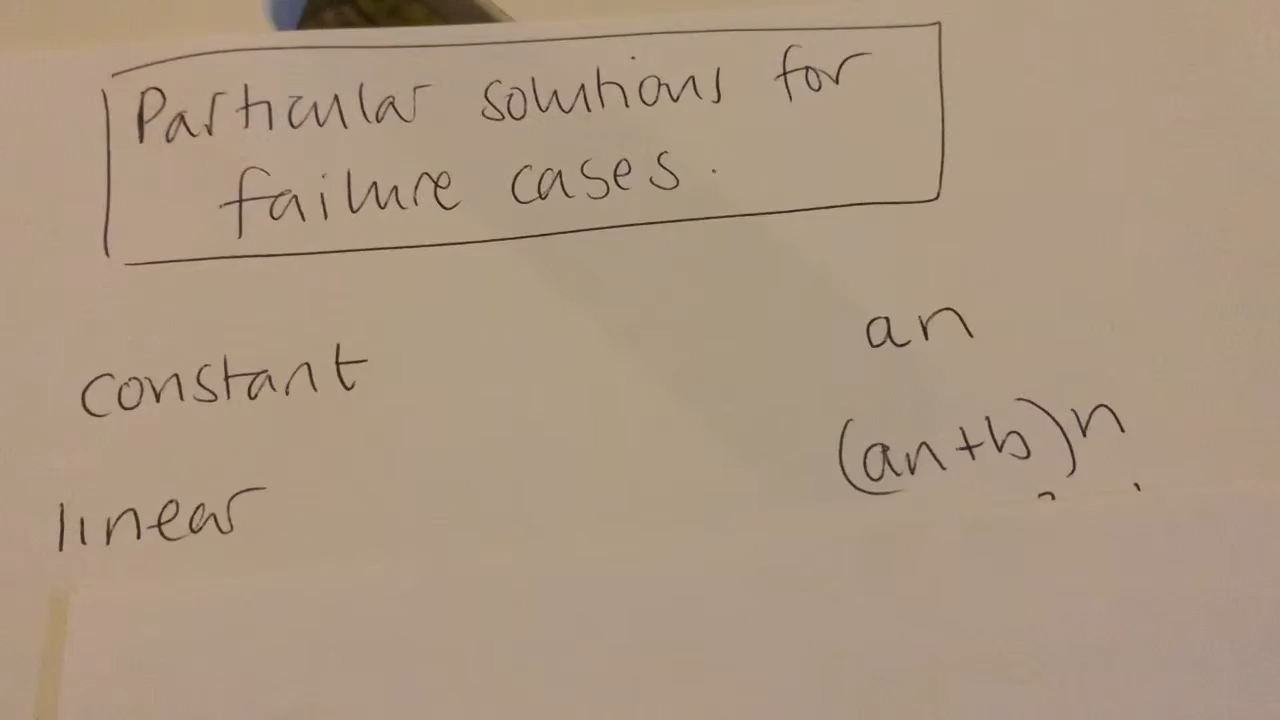 Particular solutions for
failure cases.
constant an
linear (an+b)n